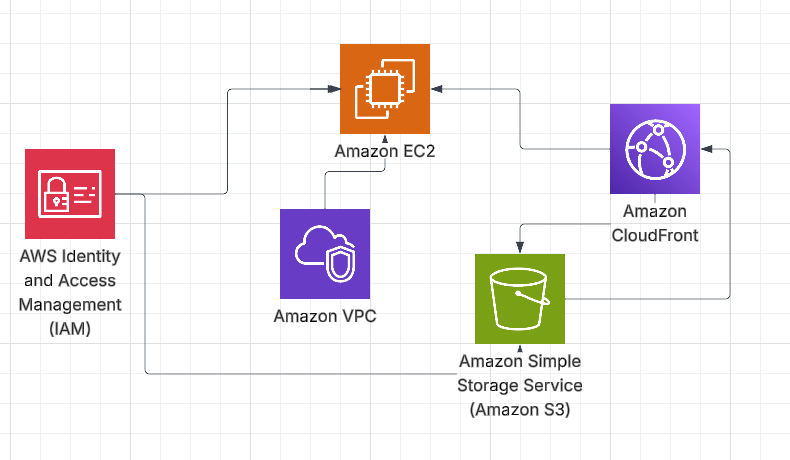 Amazon EC2
AWS Identity
and Access
Management
(IAM)
Amazon VPC
Amazon
CloudFront
Amazon Simple
Storage Service
(Amazon S3)